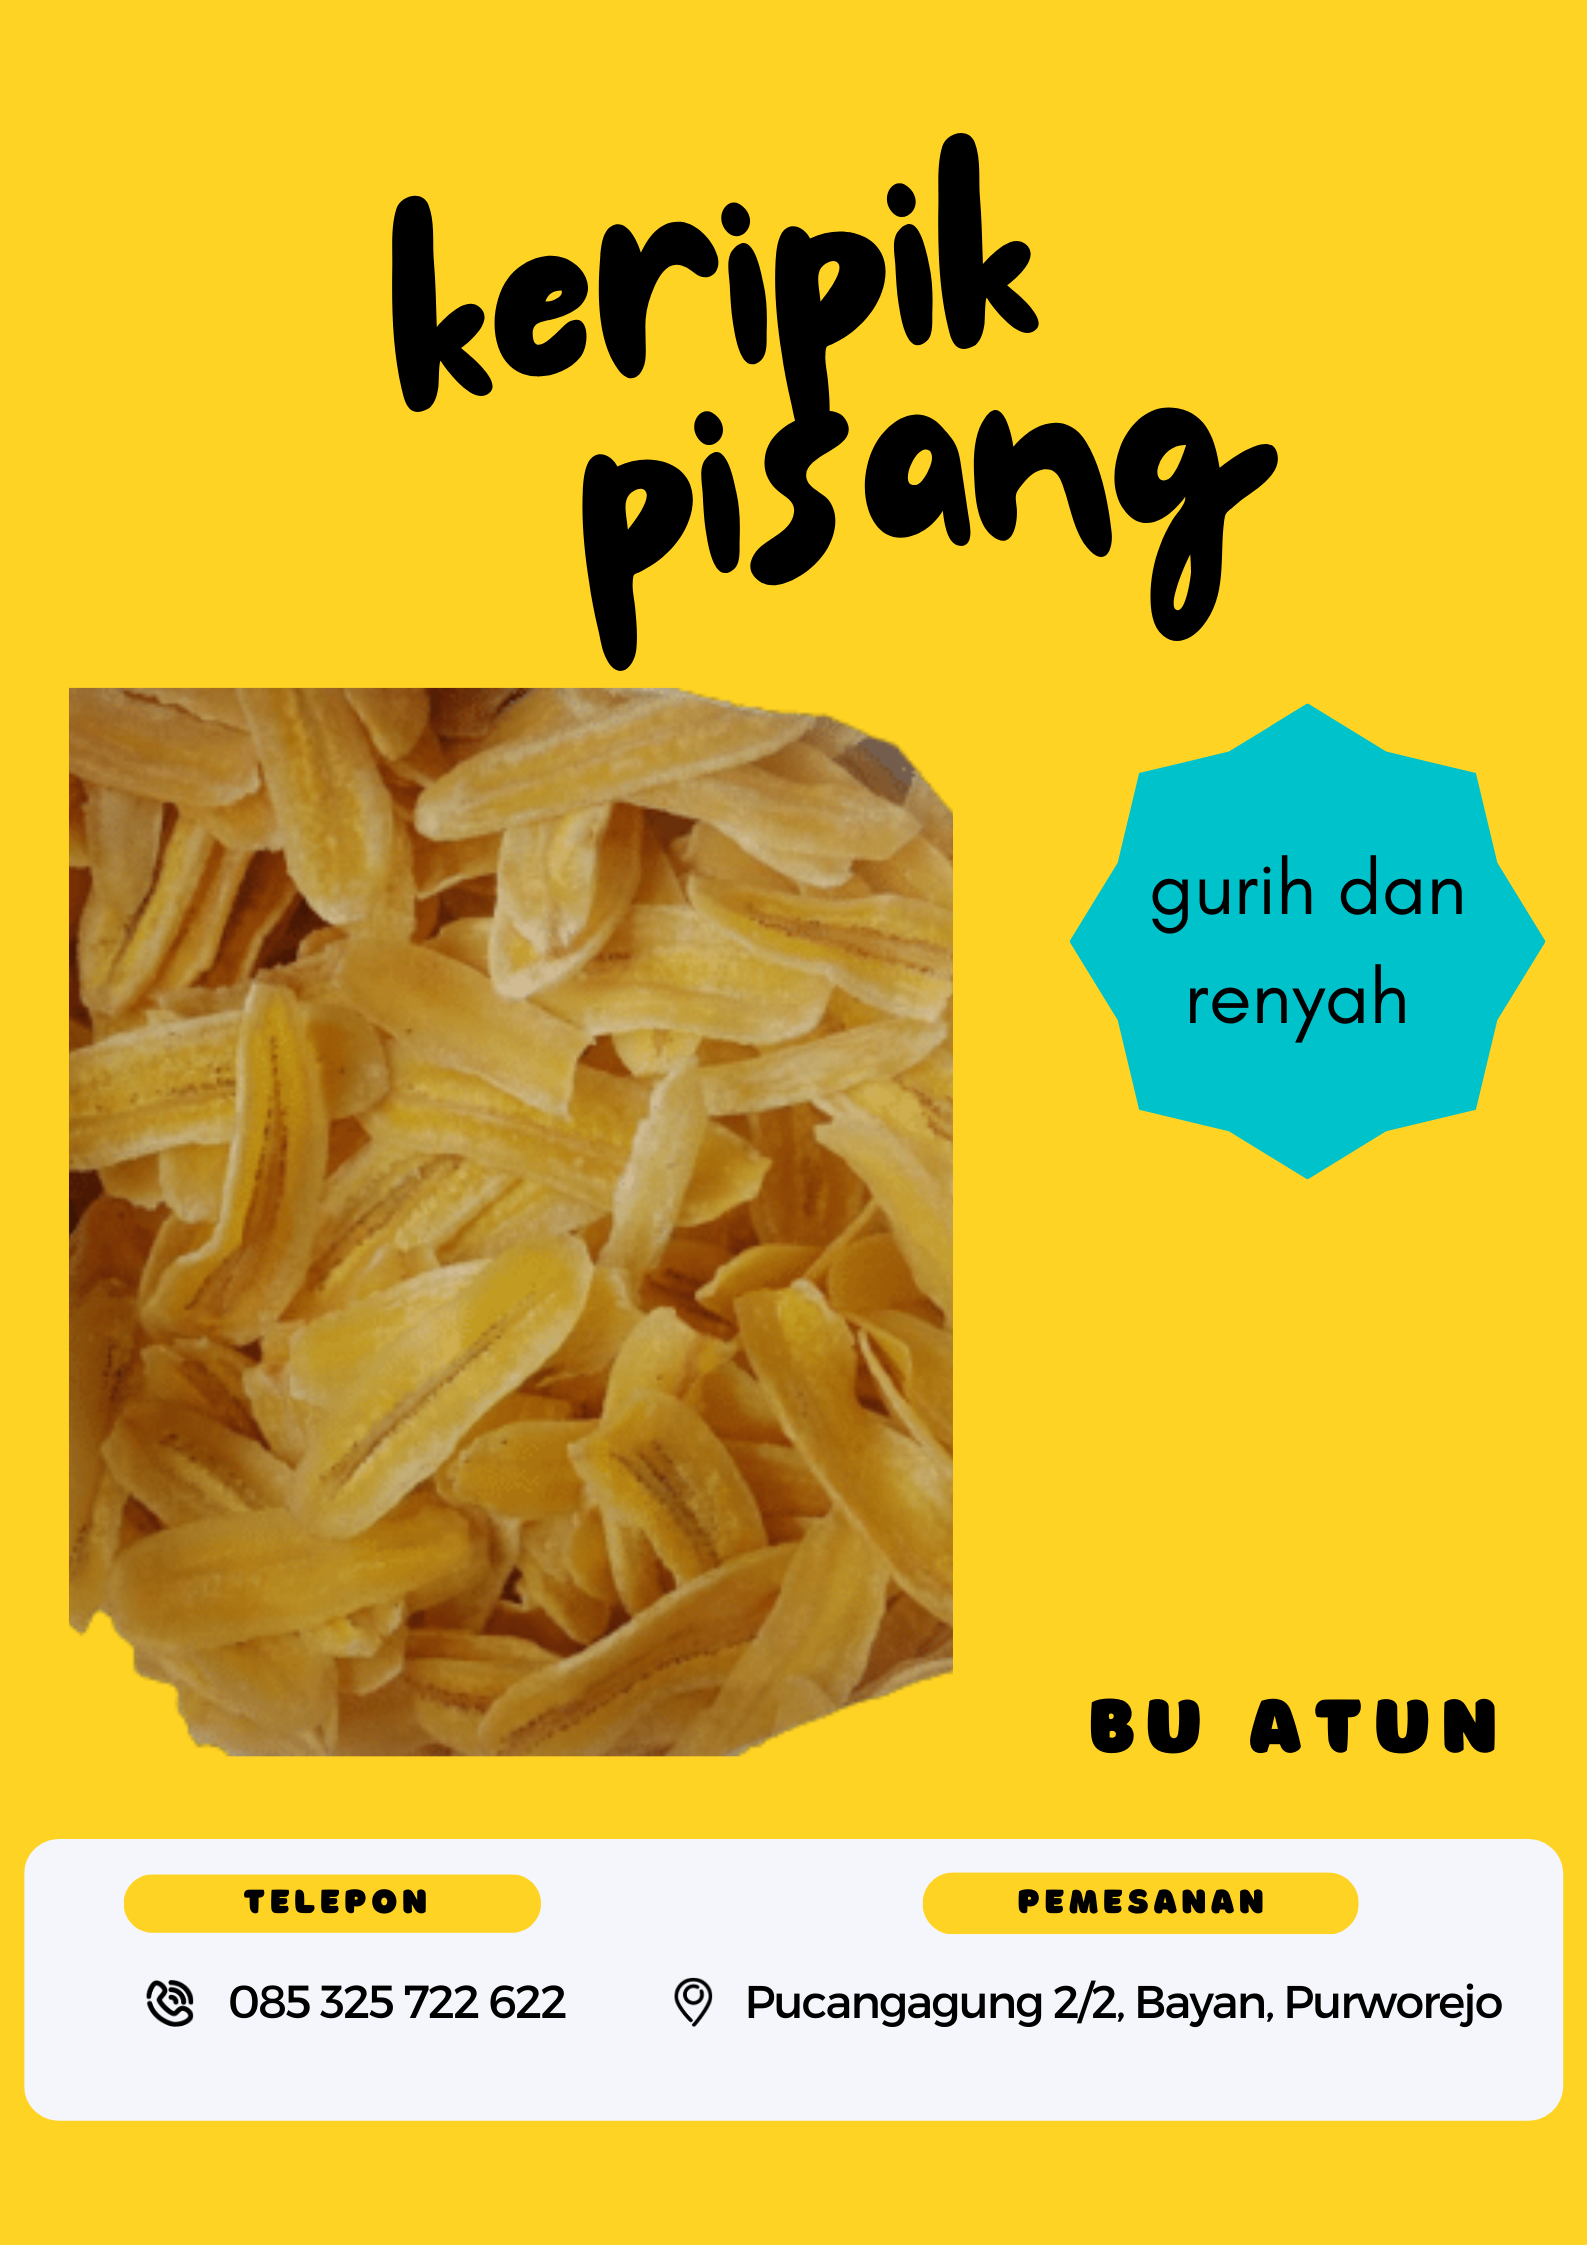 keripik
pisang
gurih dan
renyah
BU ATUN
TELEPON
085 325 722 622
PEMESANAN
Pucangagung 2/2, Bayan, Purworejo